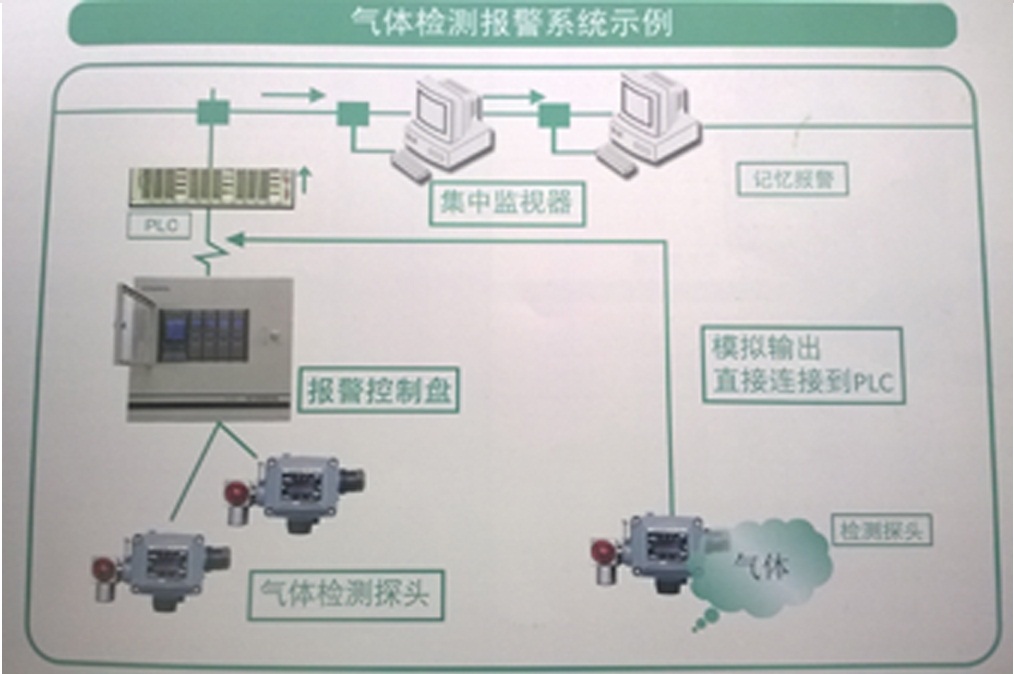 气体检测报警系统示例
集中监视器
记忆报警
PLC
模拟输出
直接连接到PLC
报警控制盘
检测探头
气体
气体检测探头